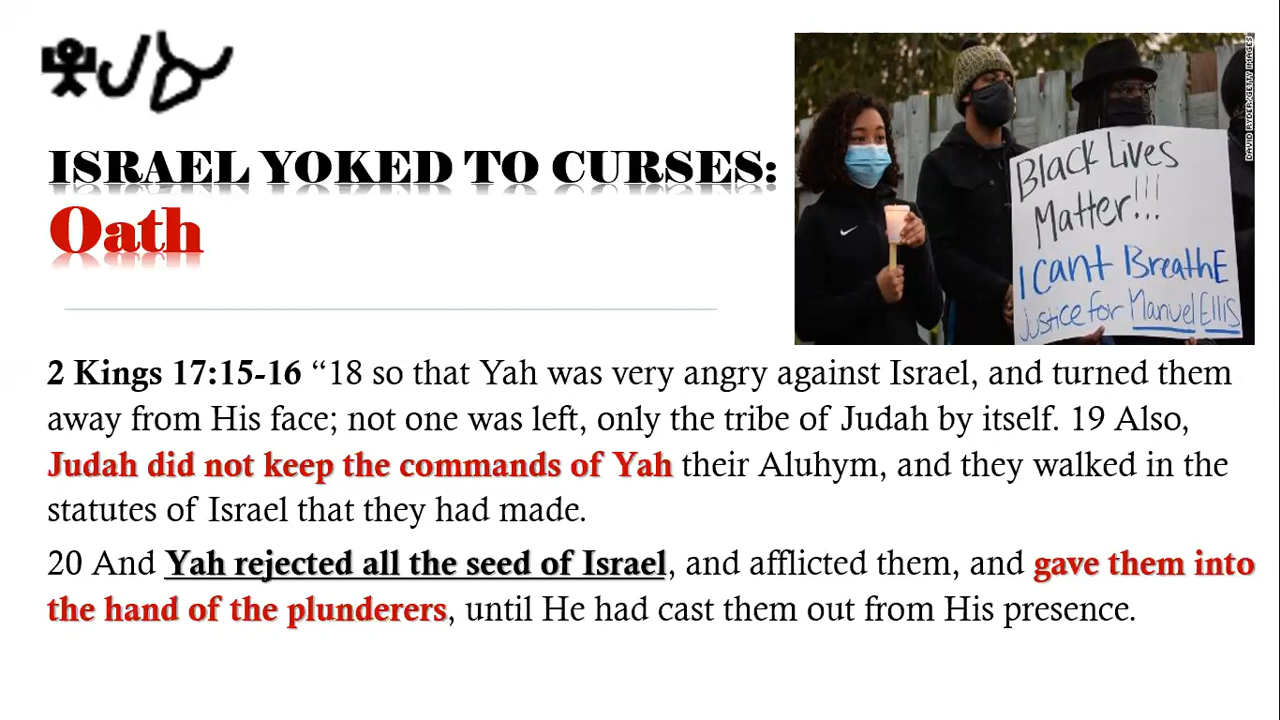 ISRAEL YOKED TO CURSES:
Oath
DAVID RYDER/GETTY IMAGES
Black Lives
Matter!!!
I Cant BreathE
Justice for Manuel Ellis
2 Kings 17:15-16 “18 so that Yah was very angry against Israel, and turned them
away from His face; not one was left, only the tribe of Judah by itself. 19 Also,
Judah did not keep the commands of Yah their Aluhym, and they walked in the
statutes of Israel that they had made.
20 And Yah rejected all the seed of Israel, and afflicted them, and gave them into
the hand of the plunderers, until He had cast them out from His presence.